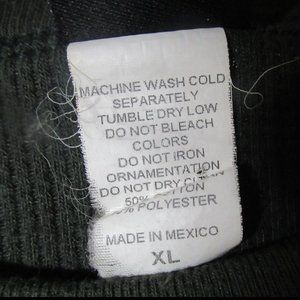 MACHINE WASH COLD
SEPARATELY
TUMBLE DRY LOW
DO NOT BLEACH
COLORS
DO NOT IRON
ORNAMENTATION
DO NOT DRY CLEAN
50% COTTON
POLYESTER
MADE IN MEXICO
XL